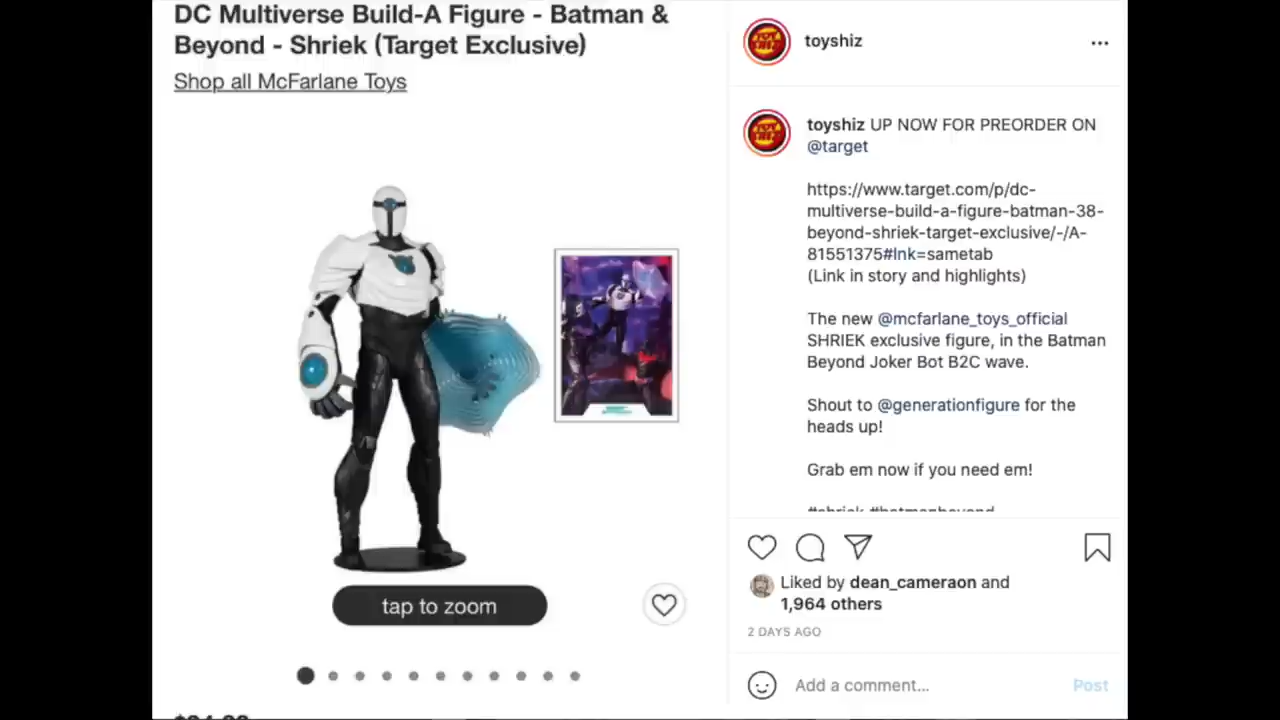 DC Multiverse Build-A Figure - Batman &
Beyond - Shriek (Target Exclusive)
Shop all McFarlane Toys
tap to zoom
toyshiz
toyshiz UP NOW FOR PREORDER ON
@target
https://www.target.com/p/dc-
multiverse-build-a-figure-batman-38-
beyond-shriek-target-exclusive/-/A-
81551375#lnk=sametab
(Link in story and highlights)
The new @mcfarlane_toys_official
SHRIEK exclusive figure, in the Batman
Beyond Joker Bot B2C wave.
Shout to @generationfigure for the
heads up!
Grab em now if you need em!
#shriek #batmanbeyond
Liked by dean_cameraon and
1,964 others
2 DAYS AGO
Add a comment...
Post